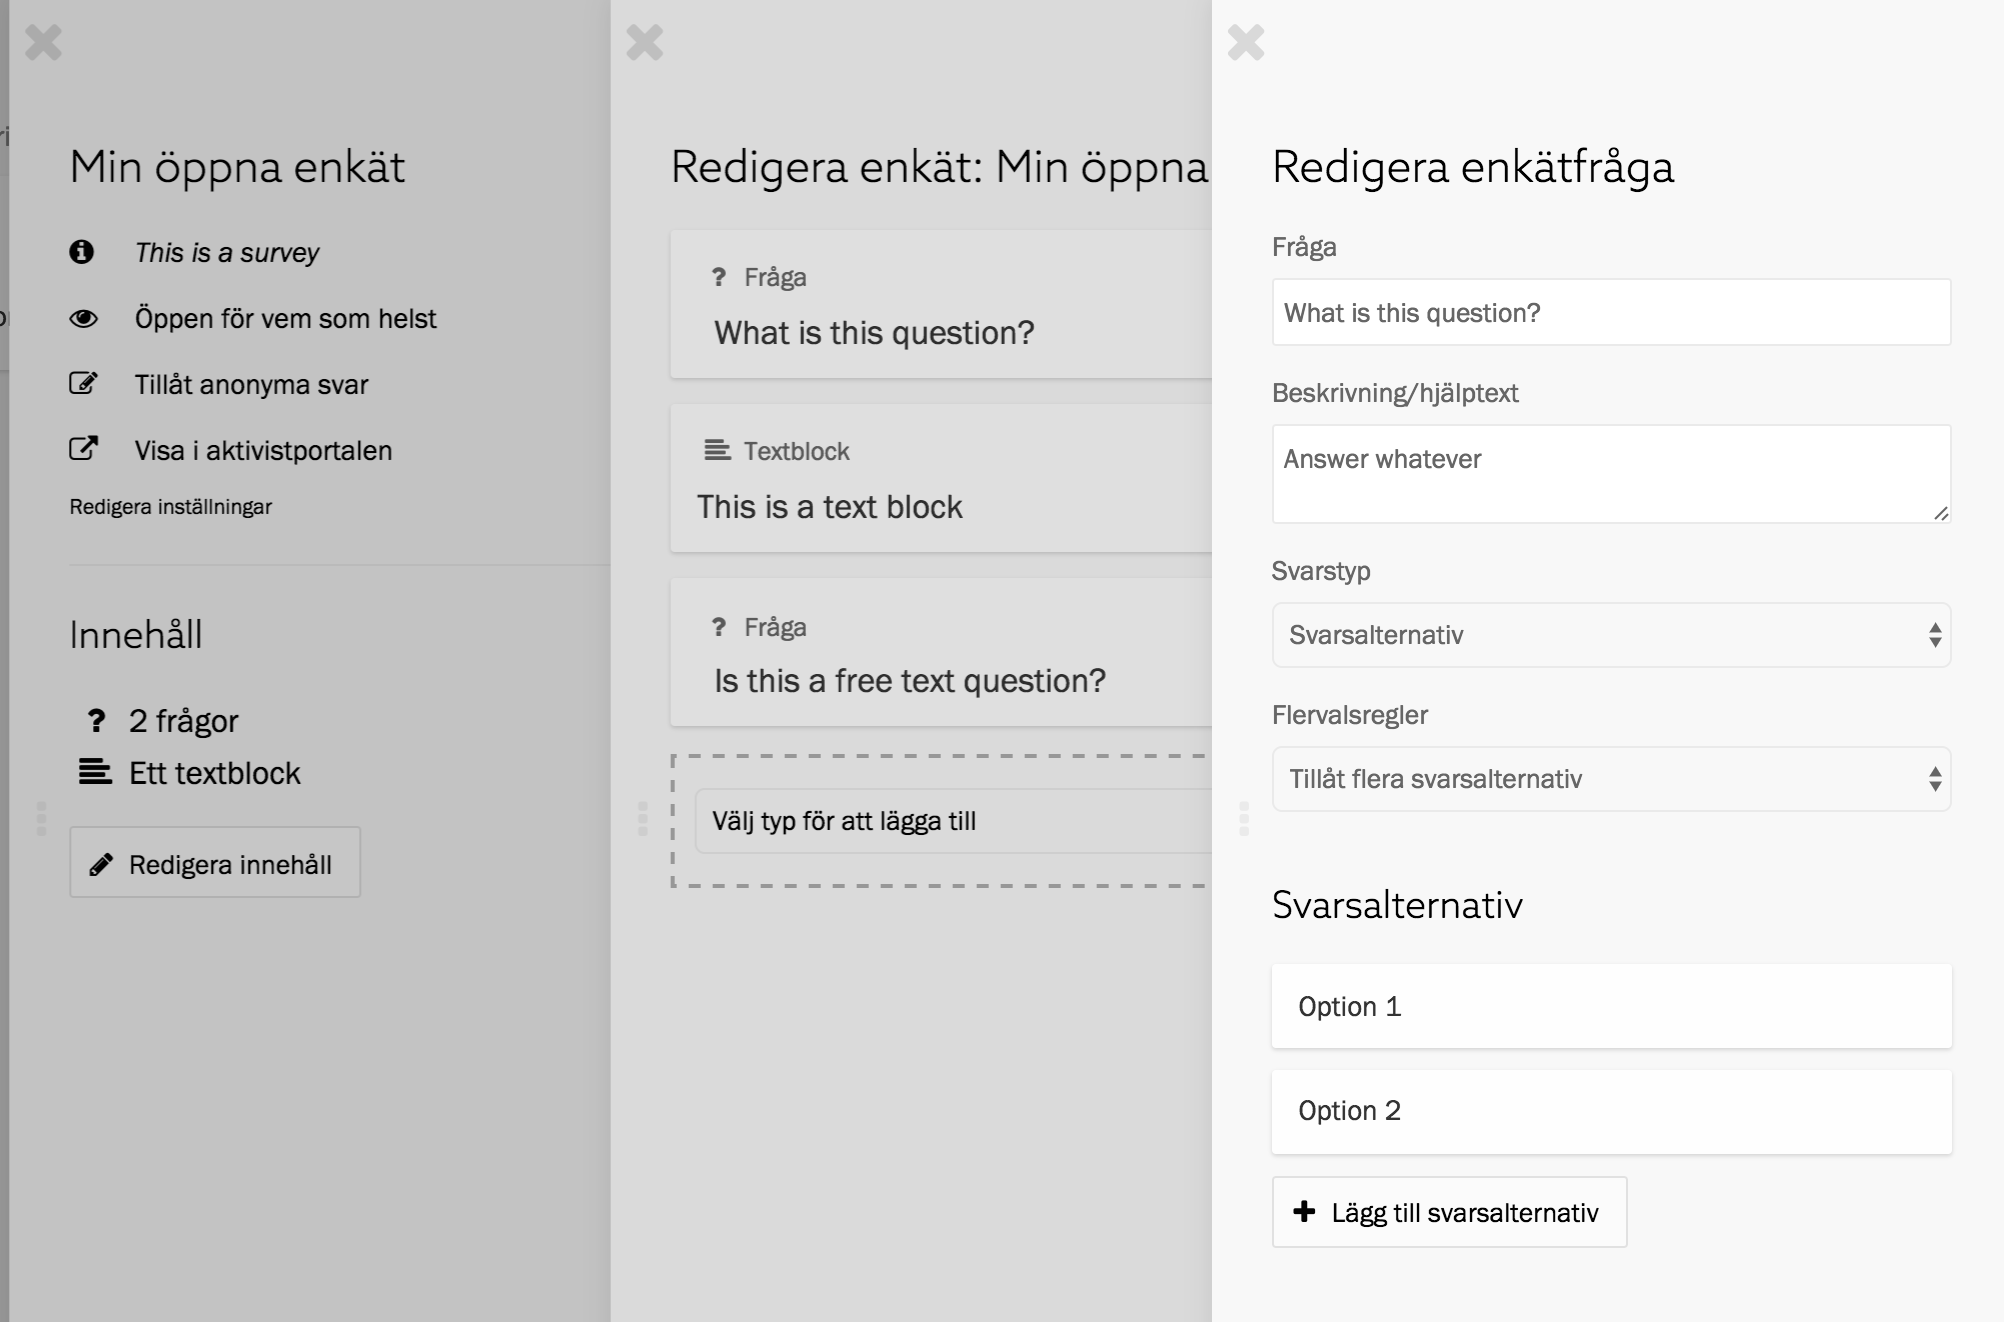 Min öppna enkät
This is a survey
Öppen för vem som helst
Tillåt anonyma svar
Visa i aktivistportalen
Redigera inställningar
Innehåll
? 2 frågor
Ett textblock
Redigera innehåll
Redigera enkät: Min öppna
? Fråga
What is this question?
Textblock
This is a text block
? Fråga
Is this a free text question?
Välj typ för att lägga till
Redigera enkätfråga
Fråga
What is this question?
Beskrivning/hjälptext
Answer whatever
Svarstyp
Svarsalternativ
Flervalsregler
Tillåt flera svarsalternativ
Svarsalternativ
Option 1
Option 2
Lägg till svarsalternativ